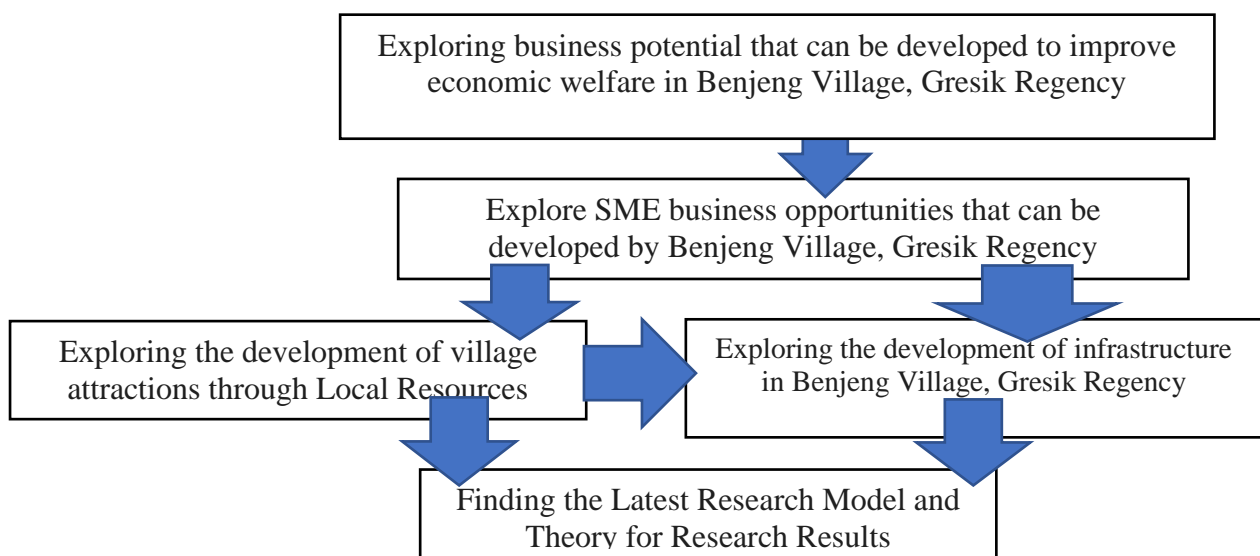 Exploring business potential that can be developed to improve
economic welfare in Benjeng Village, Gresik Regency
Explore SME business opportunities that can be
developed by Benjeng Village, Gresik Regency
Exploring the development of village
attractions through Local Resources
Exploring the development of infrastructure
in Benjeng Village, Gresik Regency
Finding the Latest Research Model and
Theory for Research Results